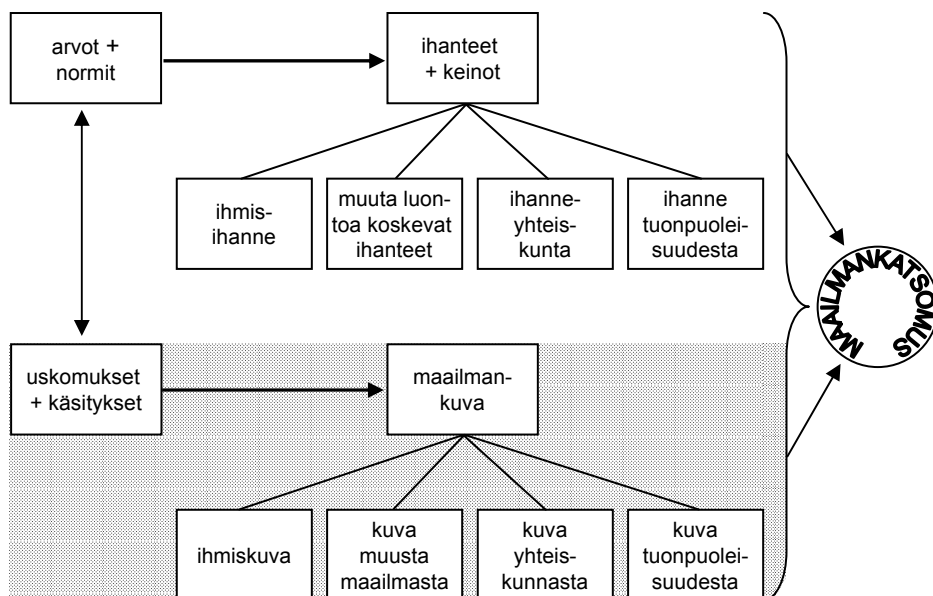 arvot +
normit
ihanteet
+ keinot
ihmis-
ihanne
muuta luon-
toa koskevat
ihanteet
ihanne-
yhteis-
kunta
ihanne
tuonpuolei-
suudesta
MAAILMANKATSOMUS
uskomukset
+ käsitykset
maailman-
kuva
ihmiskuva
kuva
muusta
maailmasta
kuva
yhteis-
kunnasta
kuva
tuonpuolei-
suudesta